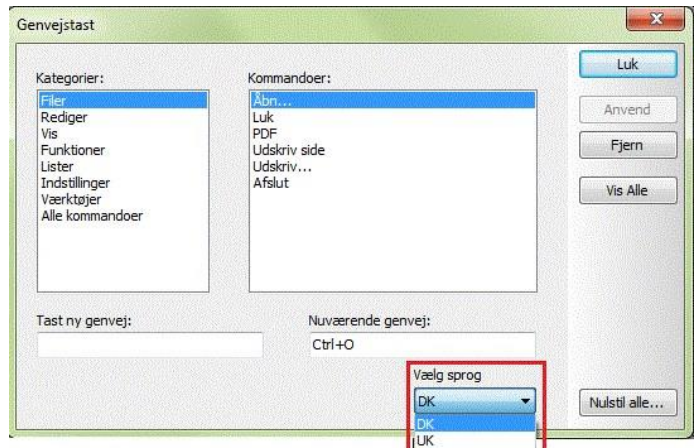 Genvejstast
Kategorier:
Filer
Rediger
Vis
Funktioner
Lister
Indstillinger
Værktøjer
Alle kommandoer
Kommandoer:
Åbn...
Luk
PDF
Udskriv side
Udskriv...
Afslut
Luk
Anvend
Fjern
Vis Alle
Tast ny genvej:
Nuværende genvej:
Ctrl+O
Vælg sprog
DK
DK
UK
Nulstil alle...